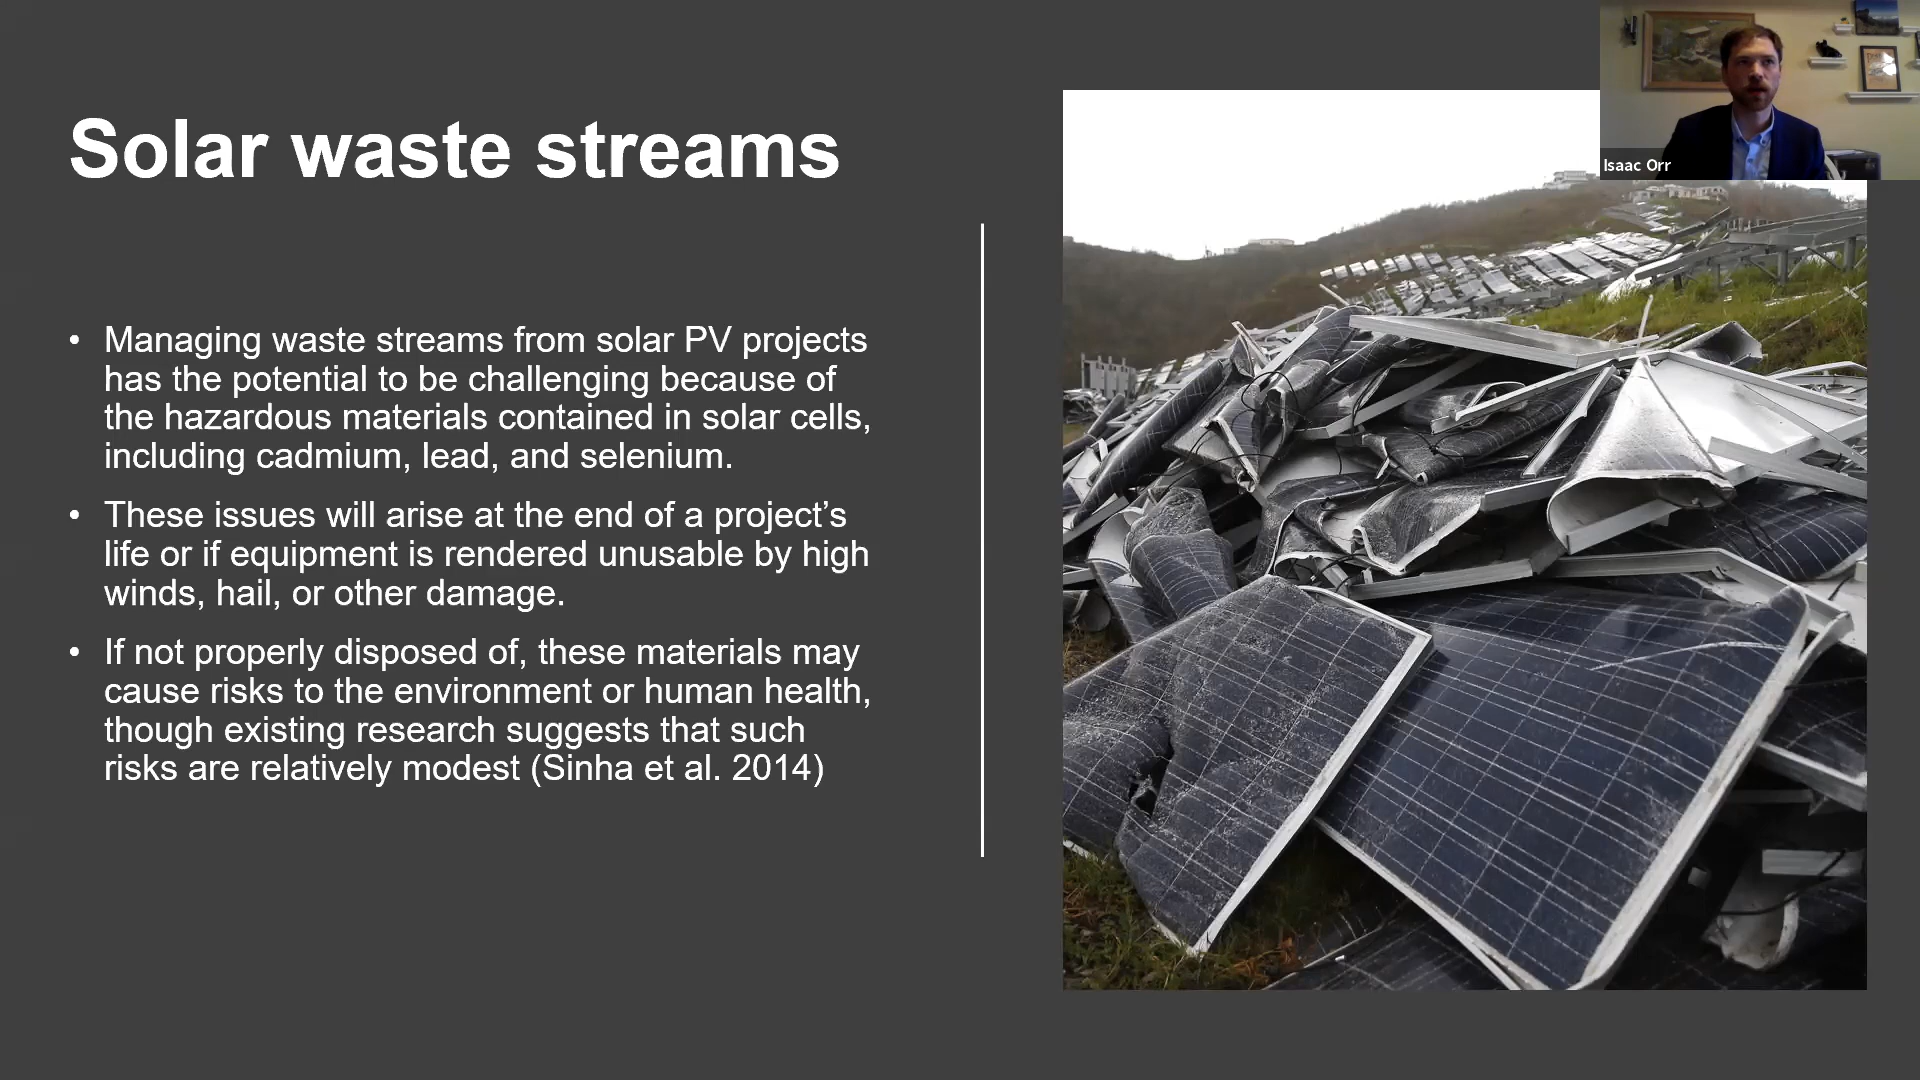 Solar waste streams
• Managing waste streams from solar PV projects
has the potential to be challenging because of
the hazardous materials contained in solar cells,
including cadmium, lead, and selenium.
• These issues will arise at the end of a project’s
life or if equipment is rendered unusable by high
winds, hail, or other damage.
• If not properly disposed of, these materials may
cause risks to the environment or human health,
though existing research suggests that such
risks are relatively modest (Sinha et al. 2014)
Isaac Orr